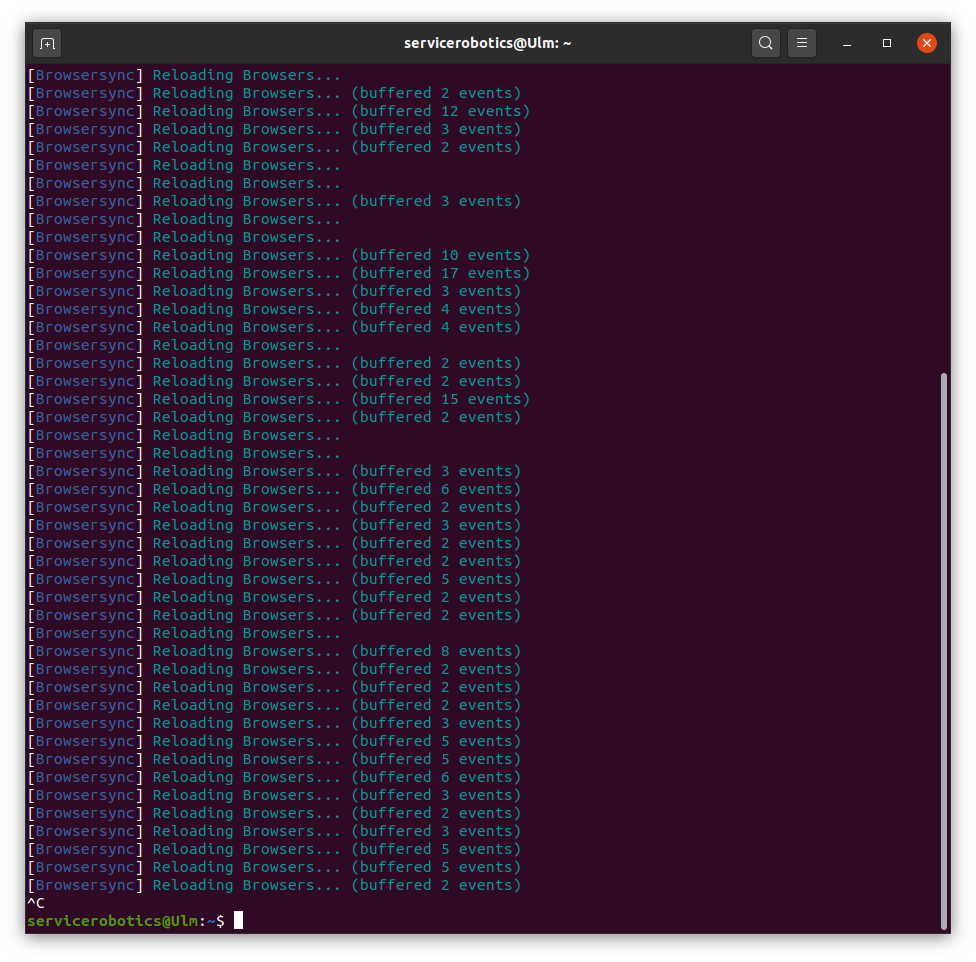 servicerobotics@Ulm: ~
[Browsersync] Reloading Browsers...
[Browsersync] Reloading Browsers... (buffered 2 events)
[Browsersync] Reloading Browsers... (buffered 12 events)
[Browsersync] Reloading Browsers... (buffered 3 events)
[Browsersync] Reloading Browsers... (buffered 2 events)
[Browsersync] Reloading Browsers...
[Browsersync] Reloading Browsers...
[Browsersync] Reloading Browsers... (buffered 3 events)
[Browsersync] Reloading Browsers...
[Browsersync] Reloading Browsers...
[Browsersync] Reloading Browsers... (buffered 10 events)
[Browsersync] Reloading Browsers... (buffered 17 events)
[Browsersync] Reloading Browsers... (buffered 3 events)
[Browsersync] Reloading Browsers... (buffered 4 events)
[Browsersync] Reloading Browsers... (buffered 4 events)
[Browsersync] Reloading Browsers...
[Browsersync] Reloading Browsers... (buffered 2 events)
[Browsersync] Reloading Browsers... (buffered 2 events)
[Browsersync] Reloading Browsers... (buffered 15 events)
[Browsersync] Reloading Browsers... (buffered 2 events)
[Browsersync] Reloading Browsers...
[Browsersync] Reloading Browsers...
[Browsersync] Reloading Browsers... (buffered 3 events)
[Browsersync] Reloading Browsers... (buffered 6 events)
[Browsersync] Reloading Browsers... (buffered 2 events)
[Browsersync] Reloading Browsers... (buffered 3 events)
[Browsersync] Reloading Browsers... (buffered 2 events)
[Browsersync] Reloading Browsers... (buffered 2 events)
[Browsersync] Reloading Browsers... (buffered 5 events)
[Browsersync] Reloading Browsers... (buffered 2 events)
[Browsersync] Reloading Browsers... (buffered 2 events)
[Browsersync] Reloading Browsers...
[Browsersync] Reloading Browsers... (buffered 8 events)
[Browsersync] Reloading Browsers... (buffered 2 events)
[Browsersync] Reloading Browsers... (buffered 2 events)
[Browsersync] Reloading Browsers... (buffered 2 events)
[Browsersync] Reloading Browsers... (buffered 3 events)
[Browsersync] Reloading Browsers... (buffered 5 events)
[Browsersync] Reloading Browsers... (buffered 5 events)
[Browsersync] Reloading Browsers... (buffered 6 events)
[Browsersync] Reloading Browsers... (buffered 3 events)
[Browsersync] Reloading Browsers... (buffered 2 events)
[Browsersync] Reloading Browsers... (buffered 3 events)
[Browsersync] Reloading Browsers... (buffered 5 events)
[Browsersync] Reloading Browsers... (buffered 5 events)
[Browsersync] Reloading Browsers... (buffered 2 events)
^C
servicerobotics@Ulm:~$